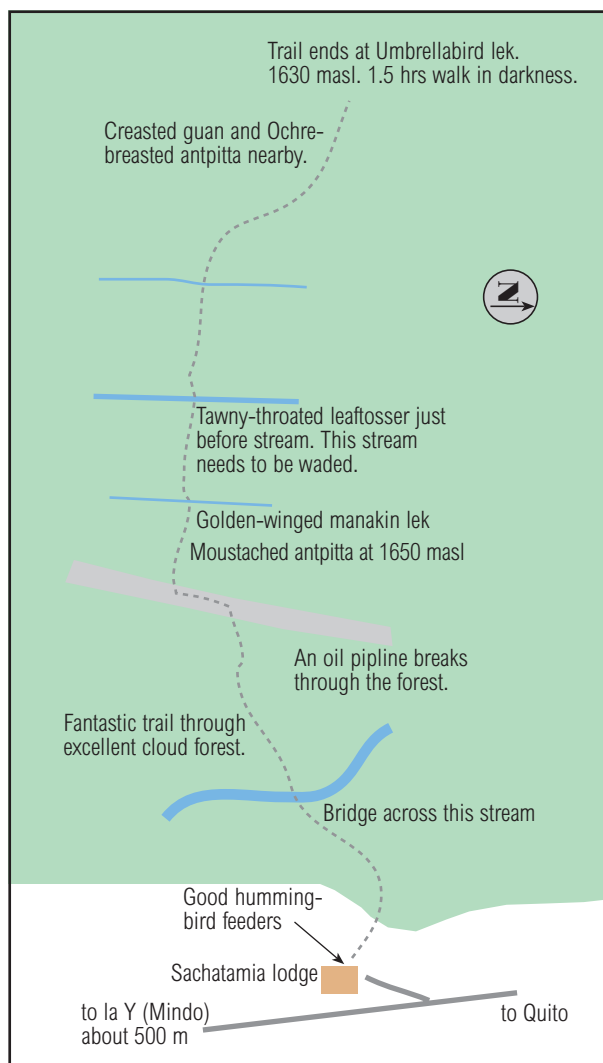 Trail ends at Umbrellabird lek.
1630 masl. 1.5 hrs walk in darkness.
Creasted guan and Ochre-
breasted antpitta nearby.
N
Tawny-throated leaftosser just
before stream. This stream
needs to be waded.
Golden-winged manakin lek
Moustached antpitta at 1650 masl
An oil pipline breaks
through the forest.
Fantastic trail through
excellent cloud forest.
Bridge across this stream
Good humming-
bird feeders
Sachatamia lodge
to la Y (Mindo)
about 500 m
to Quito